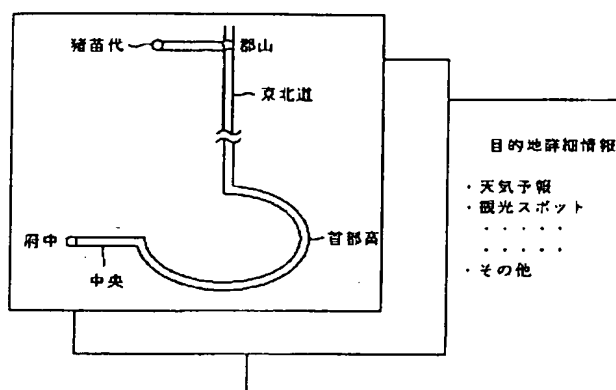 猪苗代
郡山
京北道
首都高
府中
中央
目的地詳細情報
・天気予報
・観光スポット
・・・・・
・・・・・
・その他